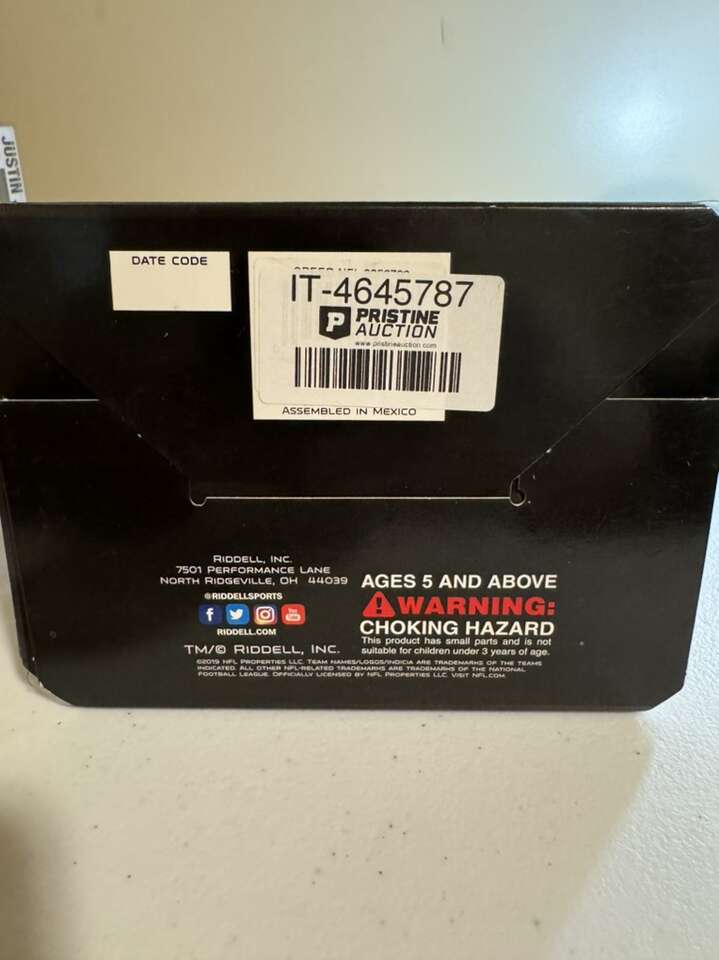 JUSTIN
DATE CODE
IT-4645787
P PRISTINE
AUCTION
www.pristineauction.com
ASSEMBLED IN MEXICO
RIDDELL, INC.
7501 PERFORMANCE LANE
NORTH RIDGEVILLE, OH 44039
@RIDDELLSPORTS
RIDDELL.COM
TM/© RIDDELL, INC.
AGES 5 AND ABOVE
WARNING:
CHOKING HAZARD
This product has small parts and is not
suitable for children under 3 years of age.
©2019 NFL PROPERTIES LLC. TEAM NAMES/LOGOS/INDICIA ARE TRADEMARKS OF THE TEAMS
INDICATED. ALL OTHER NFL-RELATED TRADEMARKS ARE TRADEMARKS OF THE NATIONAL
FOOTBALL LEAGUE. OFFICIALLY LICENSED BY NFL PROPERTIES LLC. VISIT NFL.COM